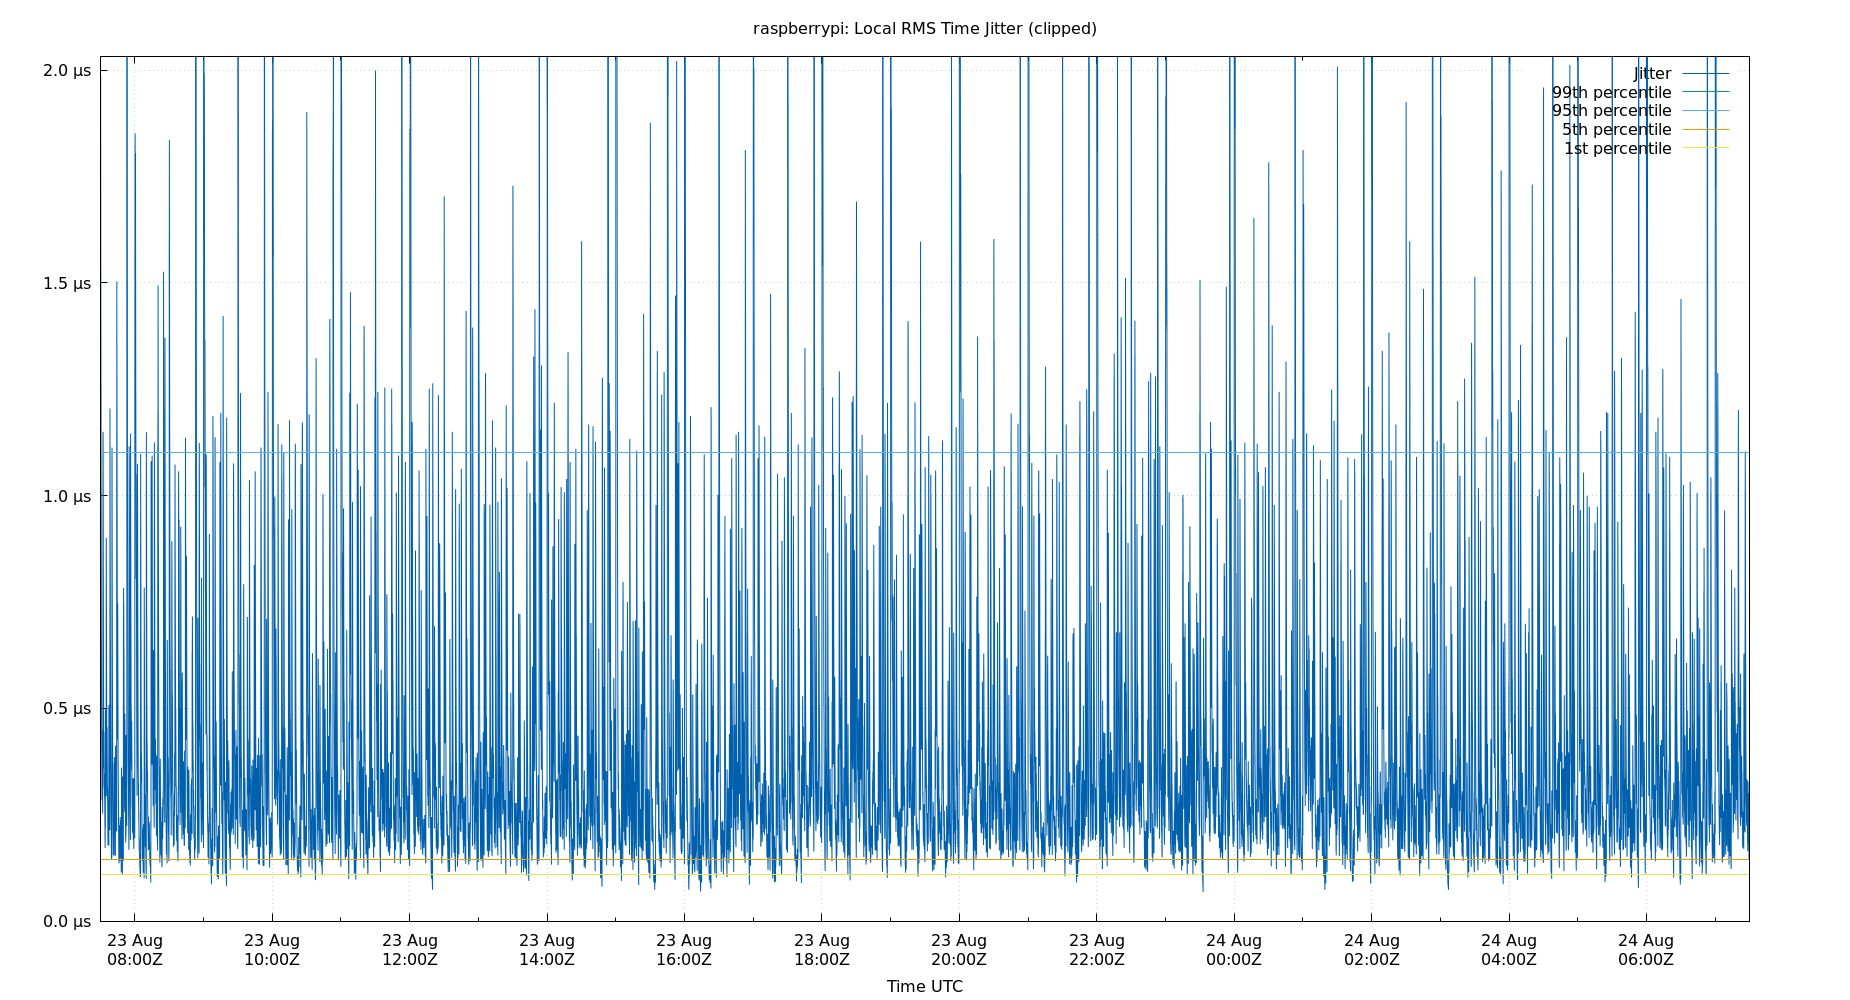 raspberrypi: Local RMS Time Jitter (clipped)
2.0 µs
1.5 µs
1.0 µs
0.5 µs
0.0 µs
Jitter
99th percentile
95th percentile
5th percentile
1st percentile
23 Aug 23 Aug 23 Aug 23 Aug 23 Aug 23 Aug 23 Aug 23 Aug 24 Aug 24 Aug 24 Aug 24 Aug
08:00Z 10:00Z 12:00Z 14:00Z 16:00Z 18:00Z 20:00Z 22:00Z 00:00Z 02:00Z 04:00Z 06:00Z
Time UTC